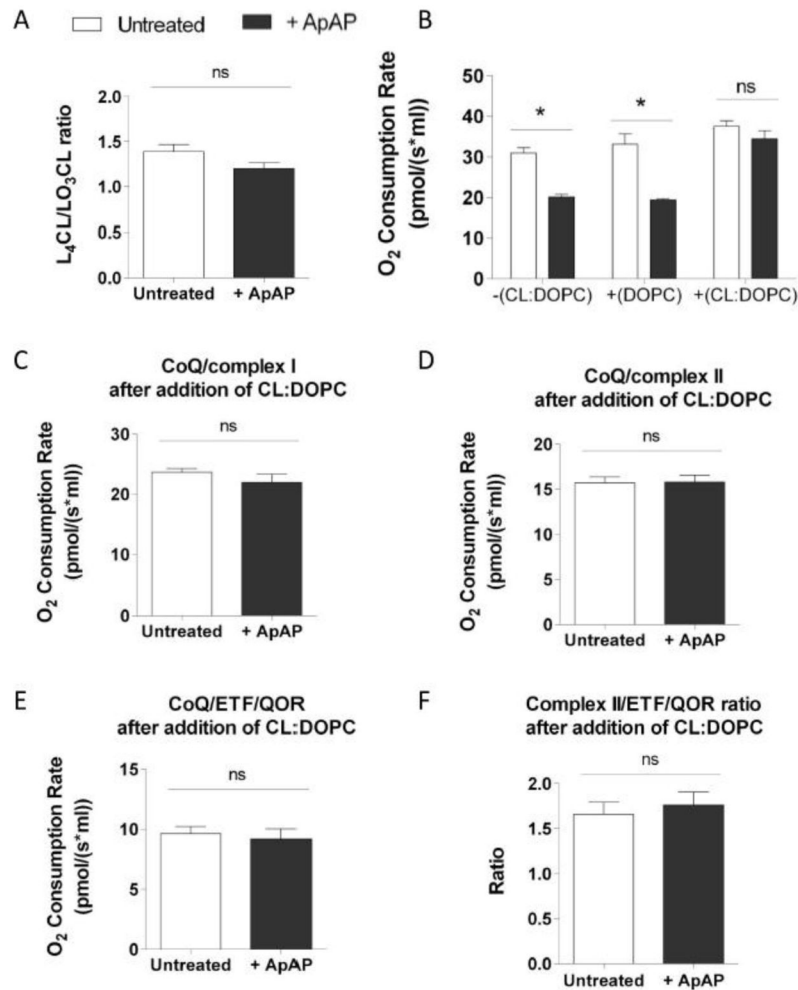 A
Untreated
+ ApAP
ns
L₄CL/LO₃CL ratio
2.0
1.5
1.0
0.5
0.0
Untreated
+ ApAP
B
O₂ Consumption Rate
(pmol/(s*ml))
50
40
30
20
10
0
*
*
ns
-(CL:DOPC)
+(DOPC)
+(CL:DOPC)
C
CoQ/complex I
after addition of CL:DOPC
ns
O₂ Consumption Rate
(pmol/(s*ml))
30
20
10
0
Untreated
+ ApAP
D
CoQ/complex II
after addition of CL:DOPC
ns
O₂ Consumption Rate
(pmol/(s*ml))
20
15
10
5
0
Untreated
+ ApAP
E
CoQ/ETF/QOR
after addition of CL:DOPC
ns
O₂ Consumption Rate
(pmol/(s*ml))
15
10
5
0
Untreated
+ ApAP
F
Complex II/ETF/QOR ratio
after addition of CL:DOPC
ns
Ratio
2.0
1.5
1.0
0.5
0.0
Untreated
+ ApAP